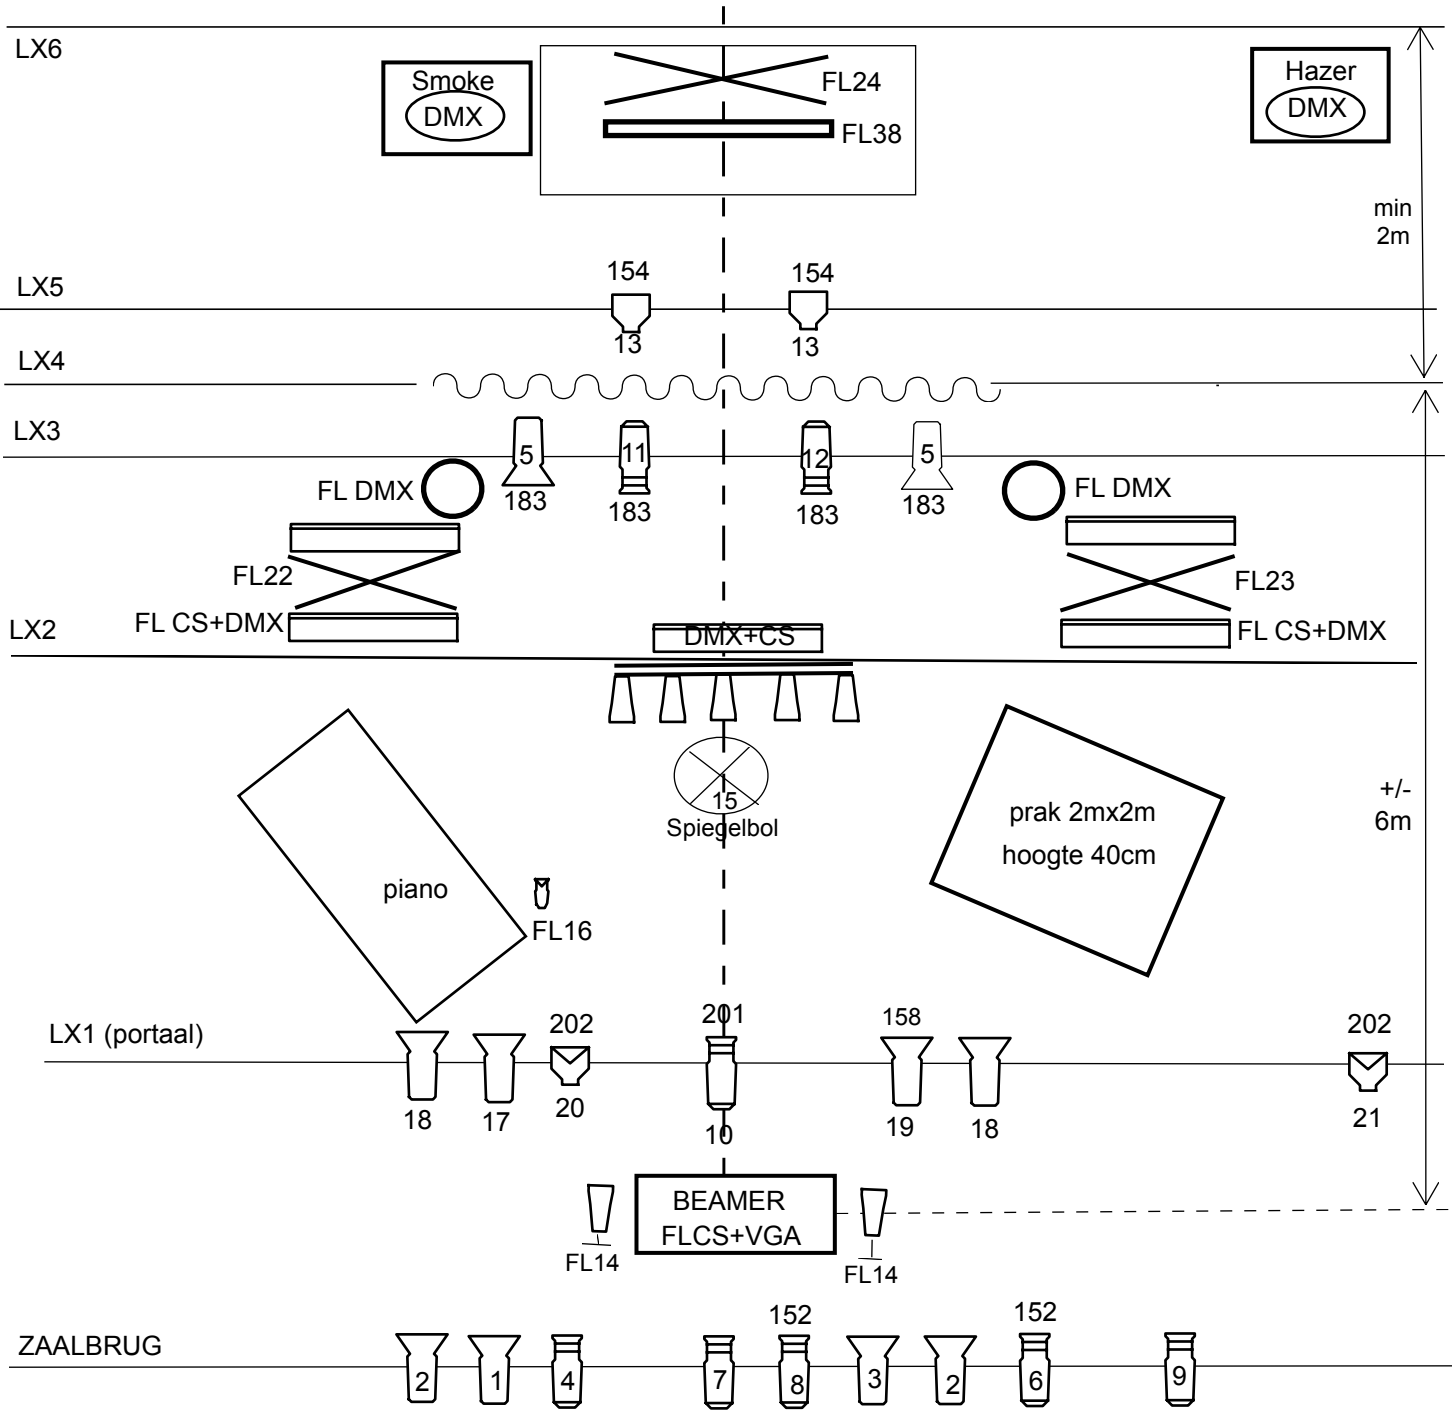 LX6
Smoke
DMX
FL24
FL38
Hazer
DMX
min
2m
LX5
154
154
13
13
LX4
LX3
5
11
12
5
183
183
183
183
FL DMX
FL DMX
FL22
FL23
FL CS+DMX
FL CS+DMX
LX2
DMX+CS
15
Spiegelbol
prak 2mx2m
hoogte 40cm
+/-
6m
piano
FL16
LX1 (portaal)
202
201
158
202
18
17
20
10
19
18
21
BEAMER
FLCS+VGA
FL14
FL14
152
152
ZAALBRUG
2
1
4
7
8
3
2
6
9